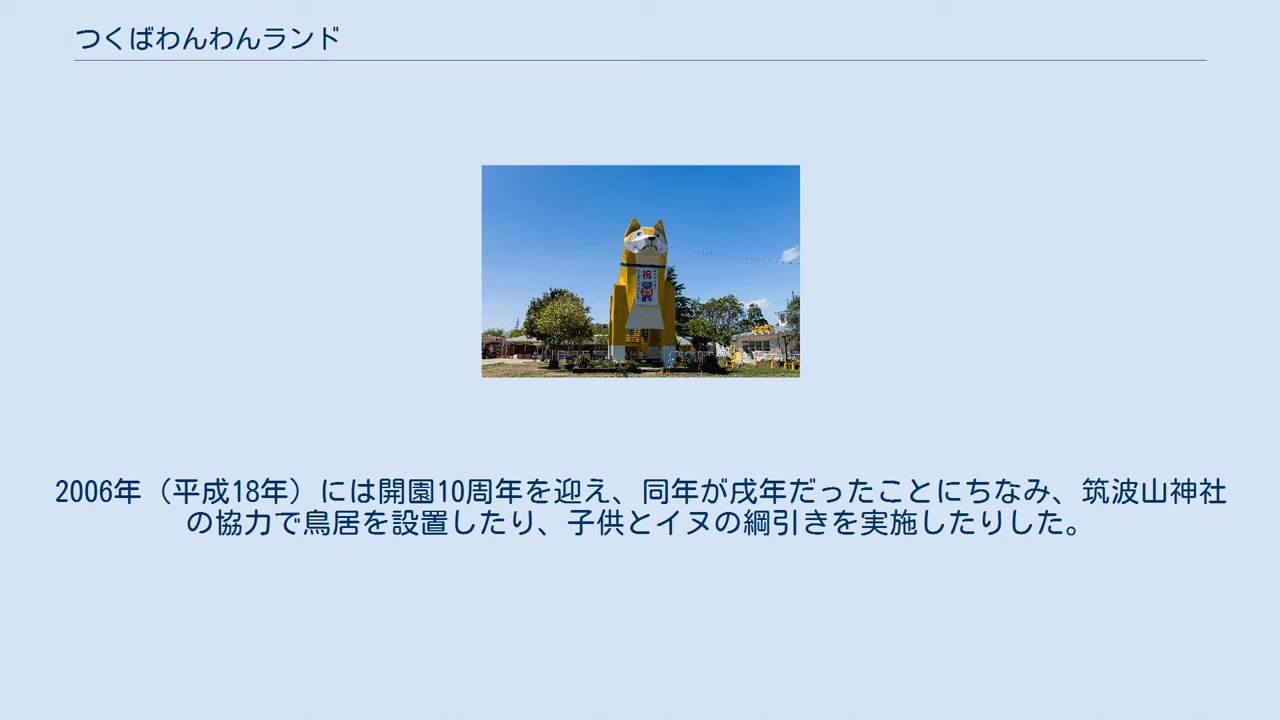 つくばわんわんランド
祝
25
2006年（平成18年）には開園10周年を迎え、同年が戌年だったことにちなみ、筑波山神社
の協力で鳥居を設置したり、子供とイヌの綱引きを実施したりした。